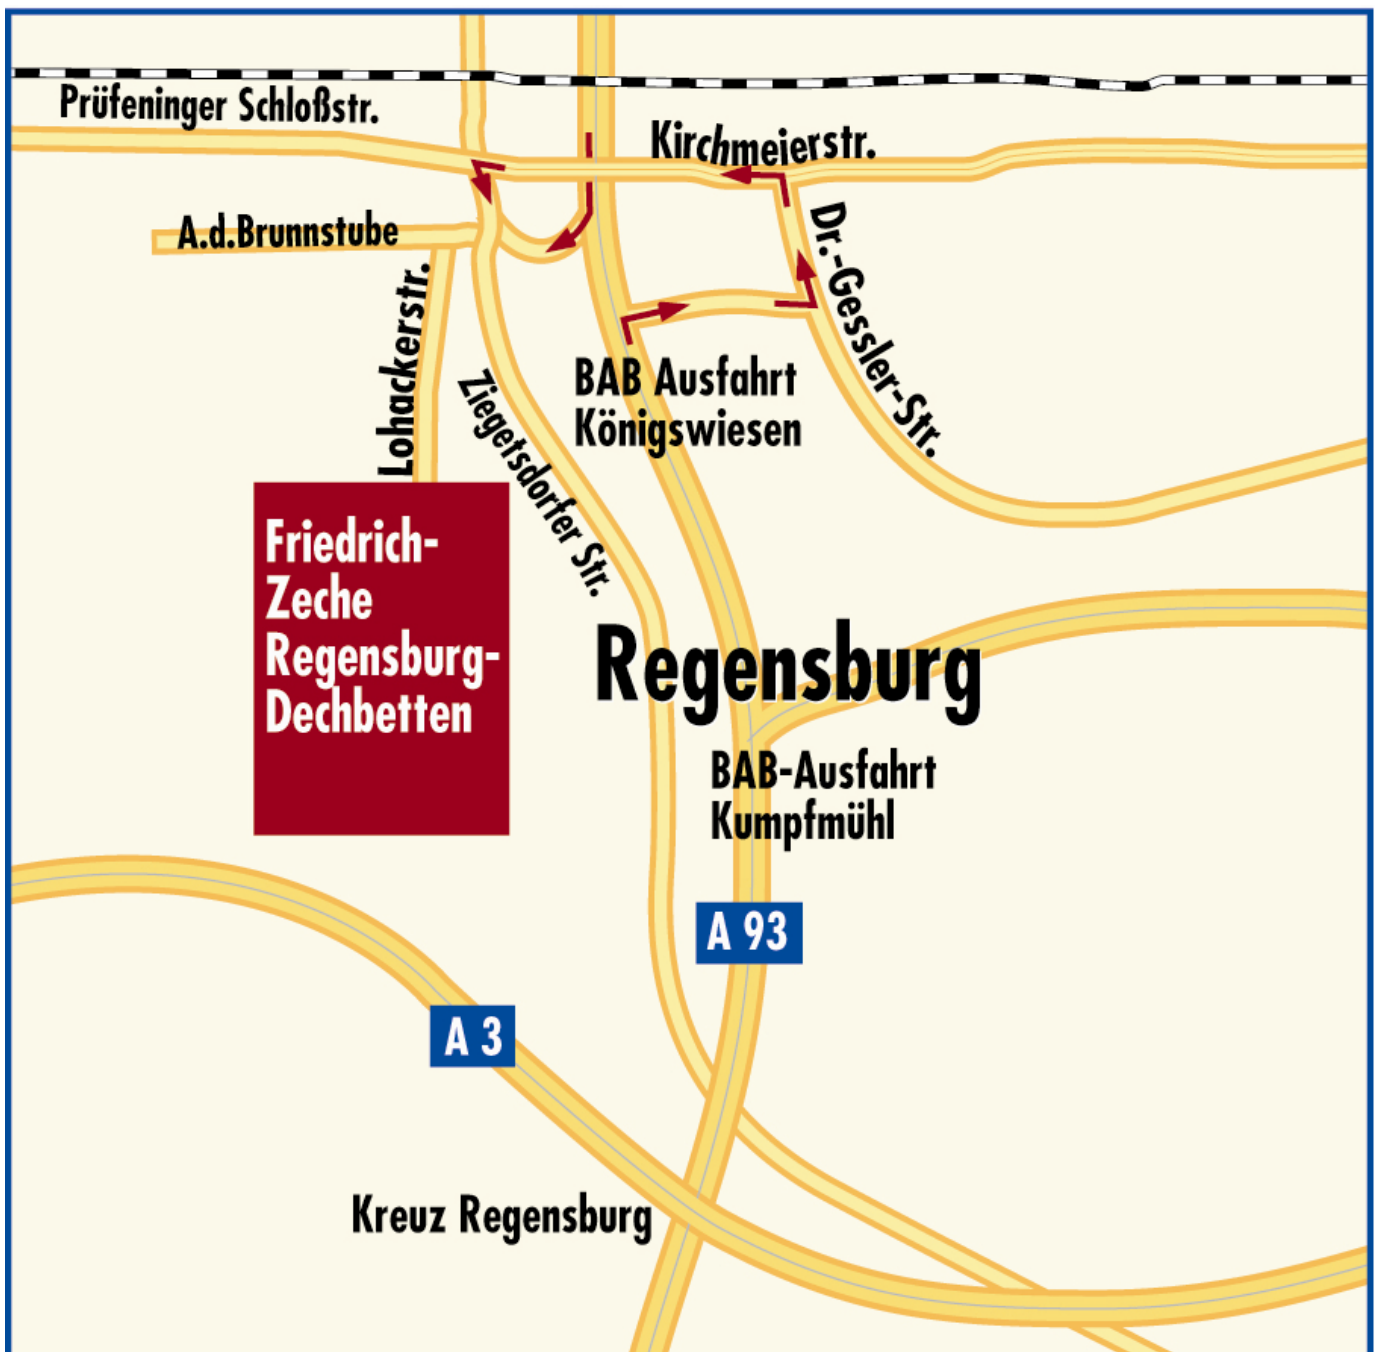 Prüfeninger Schloßstr.
Kirchmeierstr.
A.d.Brunnstube
Dr.-Gessler-Str.
Lohackerstr.
Ziegetsdorfer Str.
BAB Ausfahrt
Königswiesen
Friedrich-
Zeche
Regensburg-
Dechbetten
Regensburg
BAB-Ausfahrt
Kumpfmühl
A 93
A 3
Kreuz Regensburg